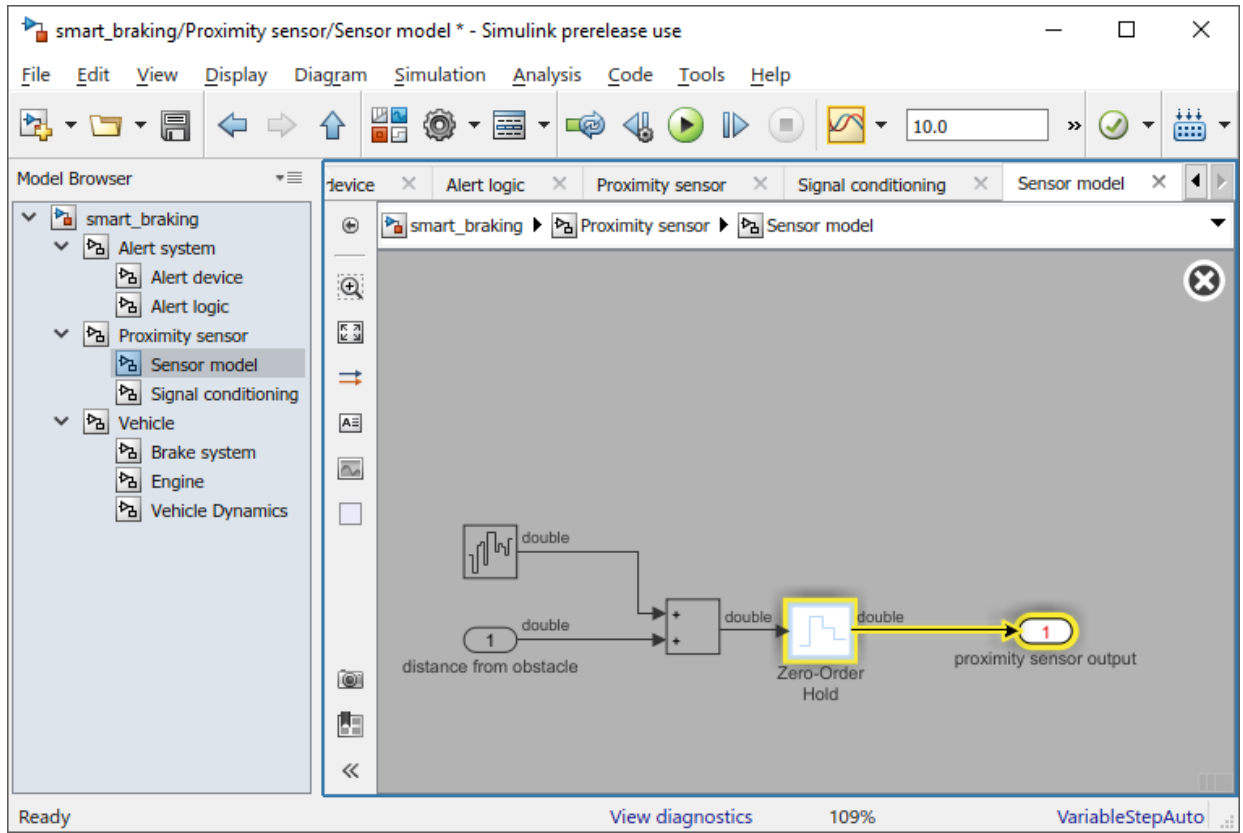 smart_braking/Proximity sensor/Sensor model * - Simulink prerelease use
File Edit View Display Diagram Simulation Analysis Code Tools Help
10.0
Model Browser
smart_braking
Alert system
Alert device
Alert logic
Proximity sensor
Sensor model
Signal conditioning
Vehicle
Brake system
Engine
Vehicle Dynamics
device Alert logic Proximity sensor Signal conditioning Sensor model
smart_braking Proximity sensor Sensor model
double
double
1
distance from obstacle
double
double
Zero-Order
Hold
1
proximity sensor output
Ready View diagnostics 109% VariableStepAuto